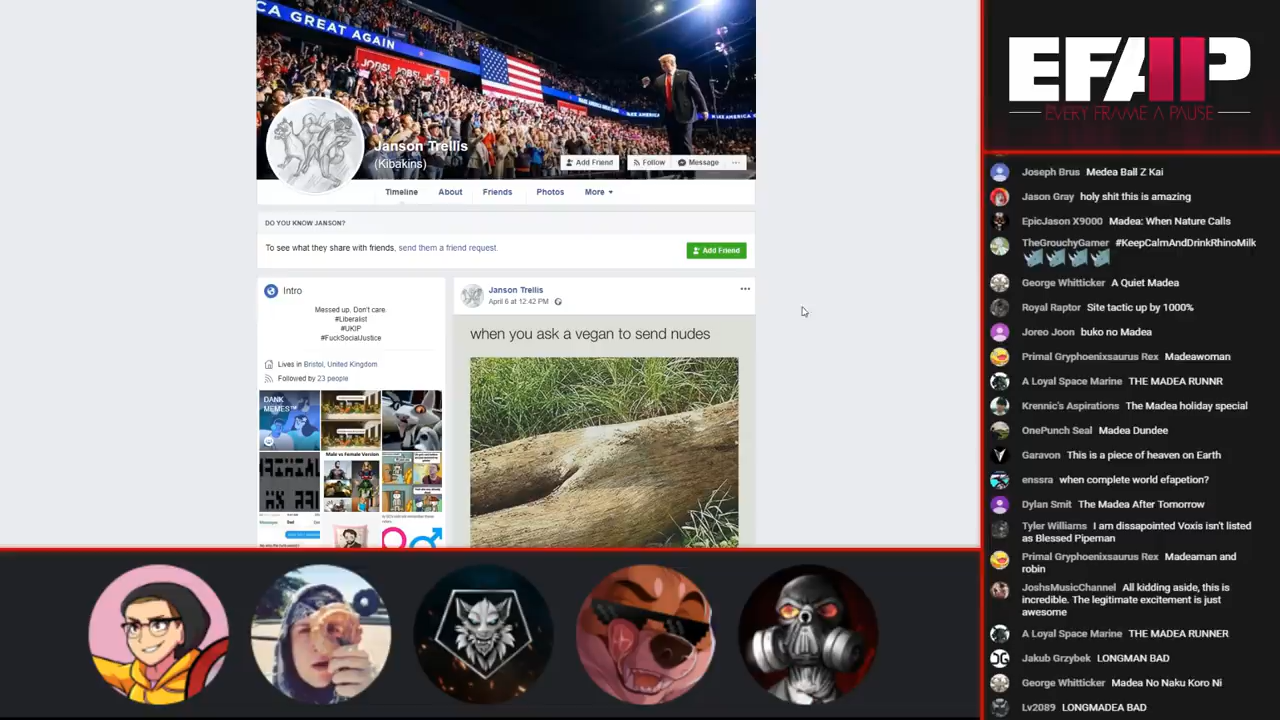 CA GREAT AGAIN
JOBS! JOBS! JOBS!
Janson Trellis
(Kibakins)
Add Friend
Follow
Message
...
Timeline
About
Friends
Photos
More
DO YOU KNOW JANSON?
To see what they share with friends, send them a friend request.
Add Friend
Intro
Messed up, Don't care.
#Liberalist
#UKIP
#FuckSocialJustice
Lives in Bristol, United Kingdom
Followed by 23 people
DANK
MEMES™
Male vs Female Version
Janson Trellis
April 6 at 12:42 PM
when you ask a vegan to send nudes
EFAP
EVERY FRAME A PAUSE
Joseph Brus Medea Ball Z Kai
Jason Gray holy shit this is amazing
EpicJason X9000 Madea: When Nature Calls
TheGrouchyGamer #KeepCalmAndDrinkRhinoMilk
George Whitticker A Quiet Madea
Royal Raptor Site tactic up by 1000%
Joreo Joon buko no Madea
Primal Gryphoenixsaurus Rex Madeawoman
A Loyal Space Marine THE MADEA RUNNR
Krennic's Aspirations The Madea holiday special
OnePunch Seal Madea Dundee
Garavon This is a piece of heaven on Earth
enssra when complete world efapetion?
Dylan Smit The Madea After Tomorrow
Tyler Williams I am dissapointed Voxis isn't listed
as Blessed Pipeman
Primal Gryphoenixsaurus Rex Madeaman and
robin
JoshsMusicChannel All kidding aside, this is
incredible. The legitimate excitement is just
awesome
A Loyal Space Marine THE MADEA RUNNER
Jakub Grzybek LONGMAN BAD
George Whitticker Madea No Naku Koro Ni
Lv2089 LONGMADEA BAD